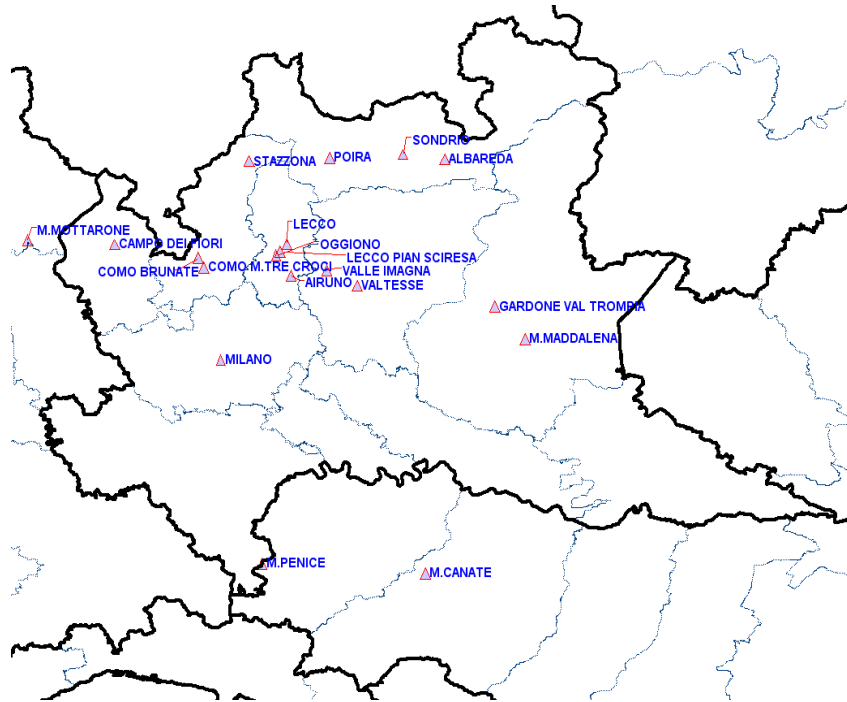 SONDRIO
STAZZONA
POIRA
ALBAREDA
M.MOTTARONE
LECCO
CAMPO DEI FIORI
OGGIONO
LECCO PIAN SCIRESA
COMO BRUNATE
COMO M.TRE CROCI
VALLE IMAGNA
AIRUNO
VALTESSE
GARDONE VAL TROMPIA
M.MADDALENA
MILANO
M.PENICE
M.CANATE